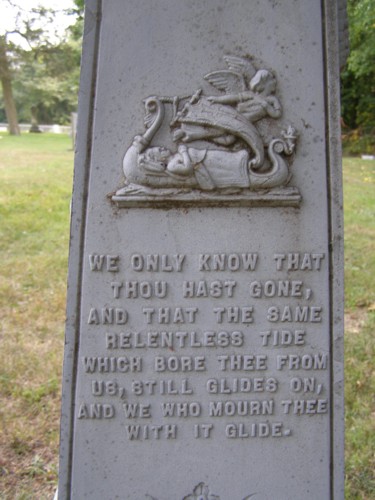 WE ONLY KNOW THAT
THOU HAST GONE,
AND THAT THE SAME
RELENTLESS TIDE
WHICH BORE THEE FROM
US, STILL GLIDES ON,
AND WE WHO MOURN THEE
WITH IT GLIDE.